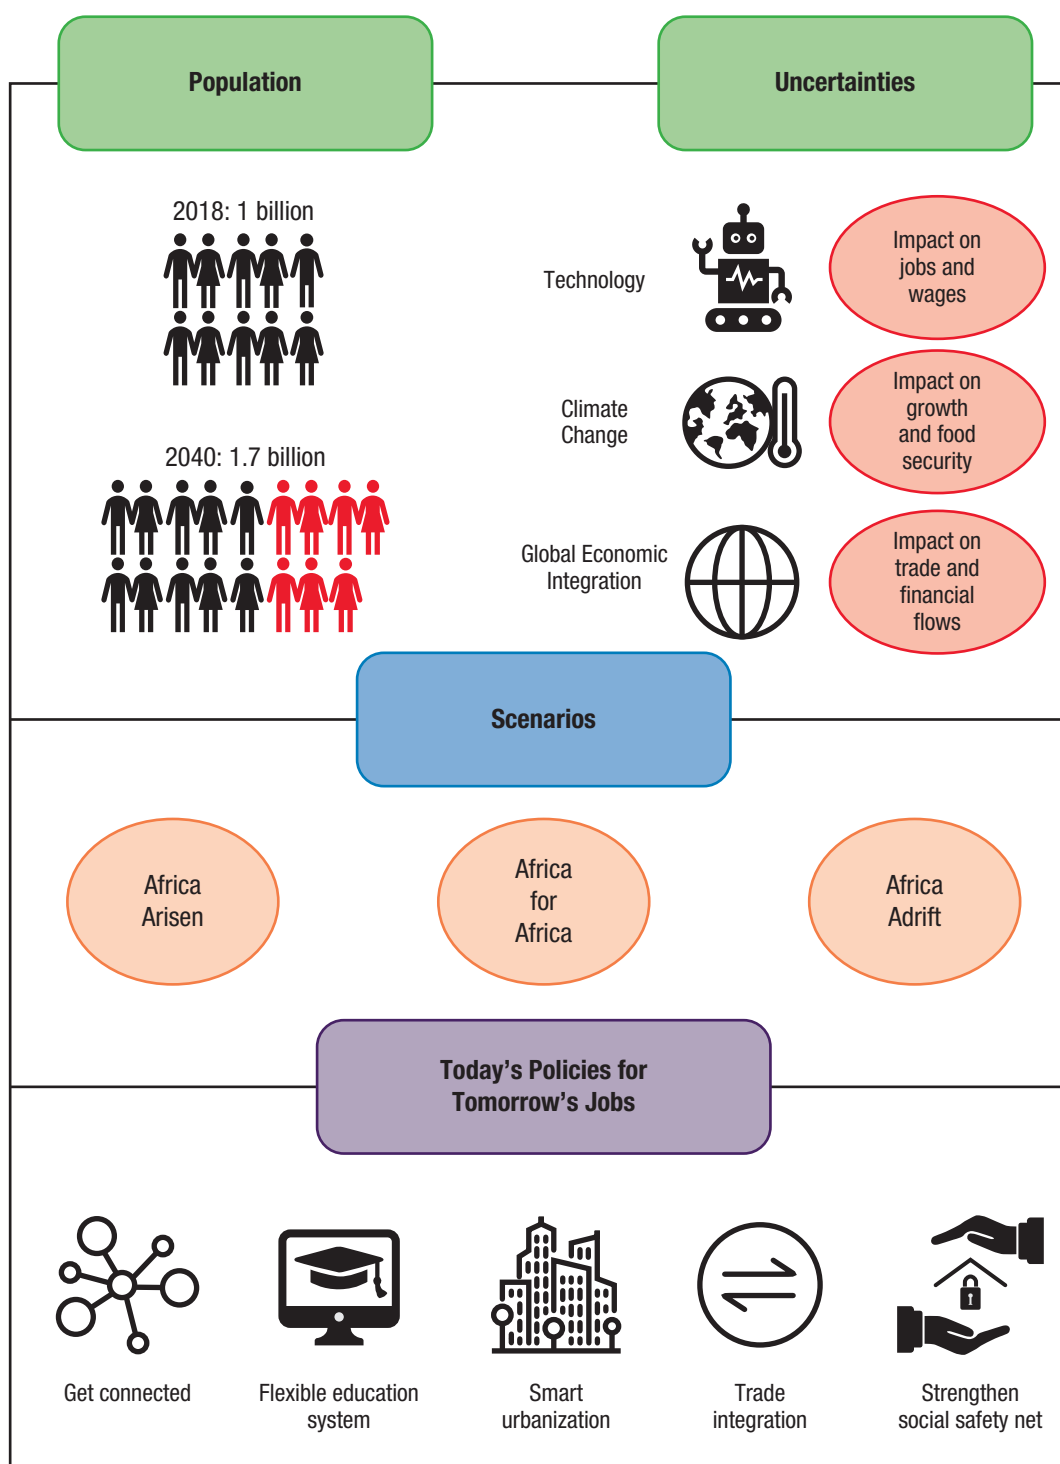 Population
Uncertainties
2018: 1 billion
2040: 1.7 billion
Technology
Impact on
jobs and
wages
Climate
Change
Impact on
growth
and food
security
Global Economic
Integration
Impact on
trade and
financial
flows
Scenarios
Africa
Arisen
Africa
for
Africa
Africa
Adrift
Today’s Policies for
Tomorrow’s Jobs
Get connected
Flexible education
system
Smart
urbanization
Trade
integration
Strengthen
social safety net